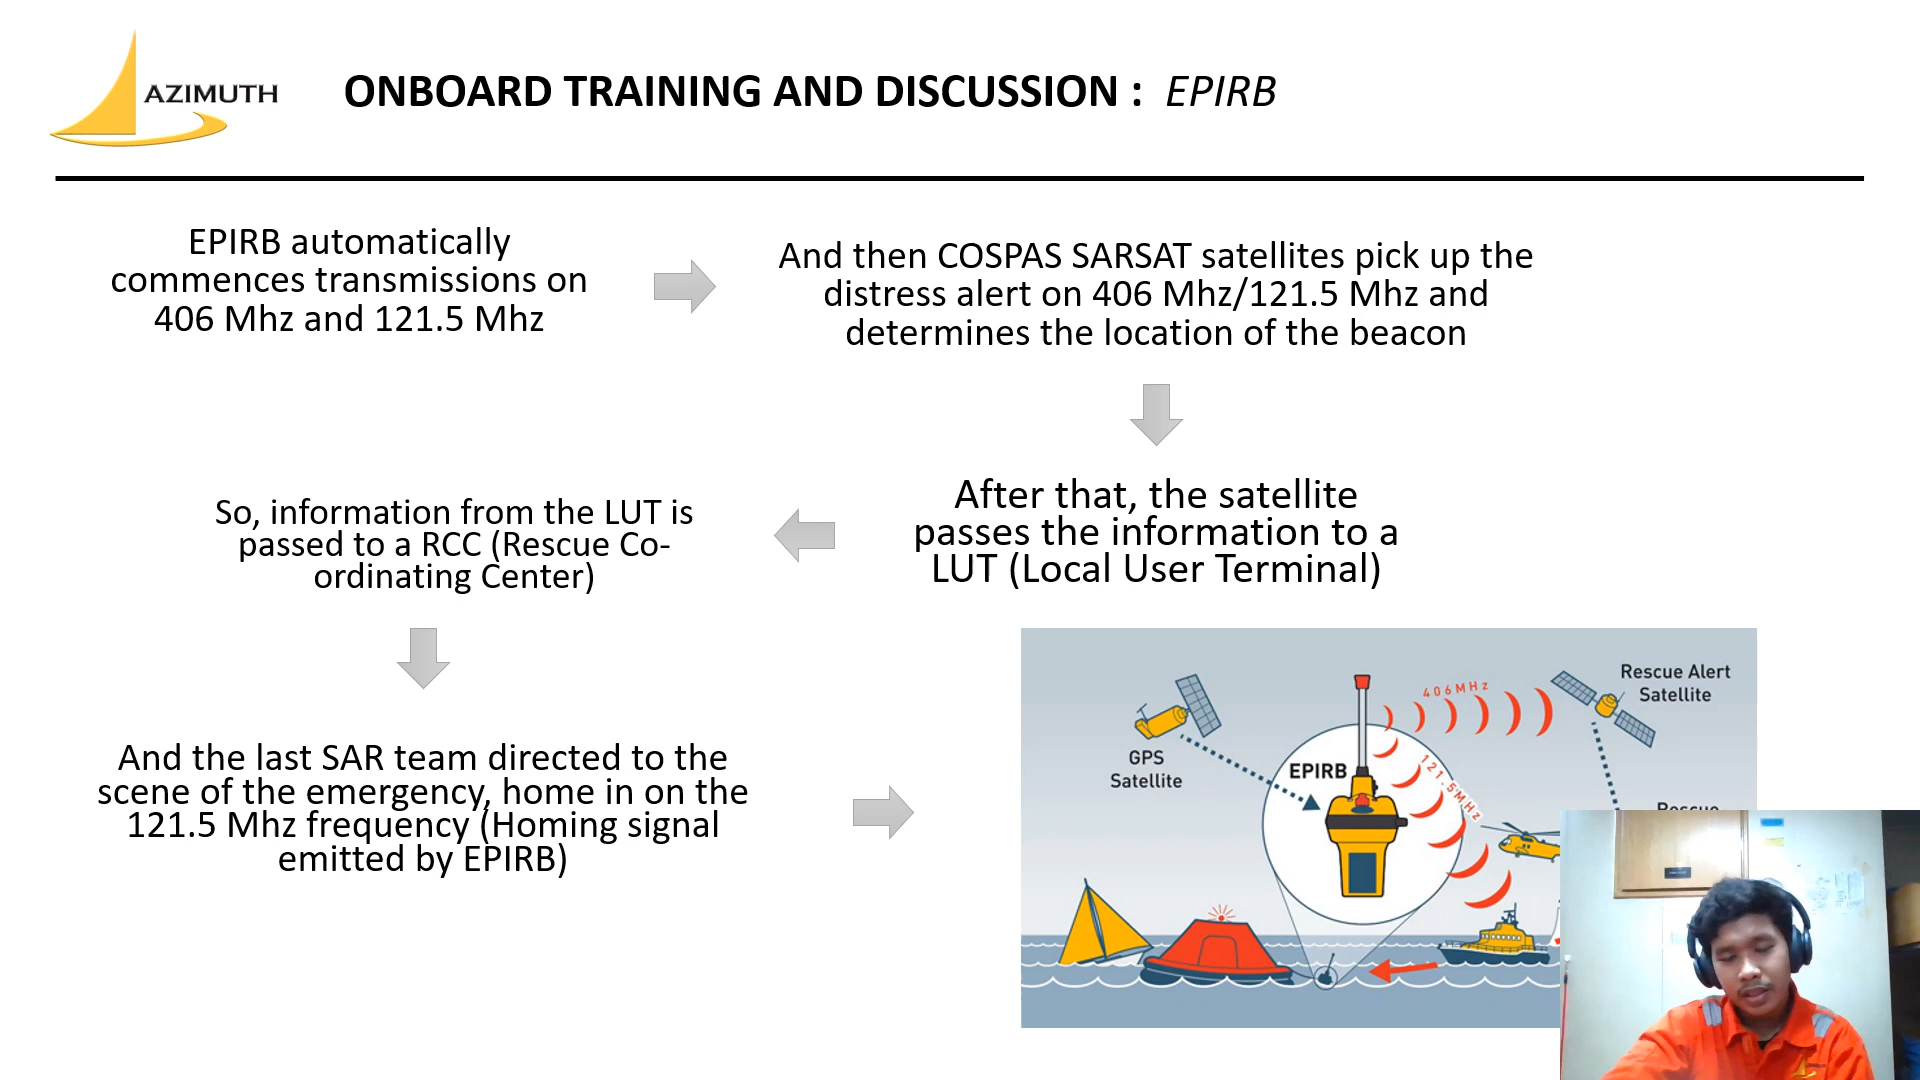 AZIMUTH
ONBOARD TRAINING AND DISCUSSION : EPIRB
EPIRB automatically
commences transmissions on
406 Mhz and 121.5 Mhz
And then COSPAS SARSAT satellites pick up the
distress alert on 406 Mhz/121.5 Mhz and
determines the location of the beacon
After that, the satellite
passes the information to a
LUT (Local User Terminal)
So, information from the LUT is
passed to a RCC (Rescue Co-
ordinating Center)
And the last SAR team directed to the
scene of the emergency, home in on the
121.5 Mhz frequency (Homing signal
emitted by EPIRB)
GPS
Satellite
EPIRB
406MHz
121.5MHz
Rescue Alert
Satellite
Rescue